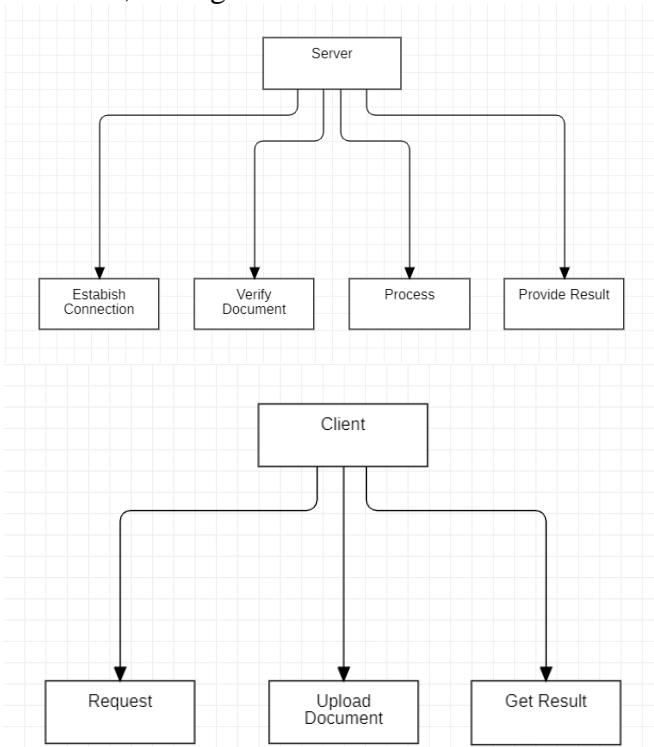 Server
Estabish
Connection
Verify
Document
Process
Provide Result
Client
Request
Upload
Document
Get Result